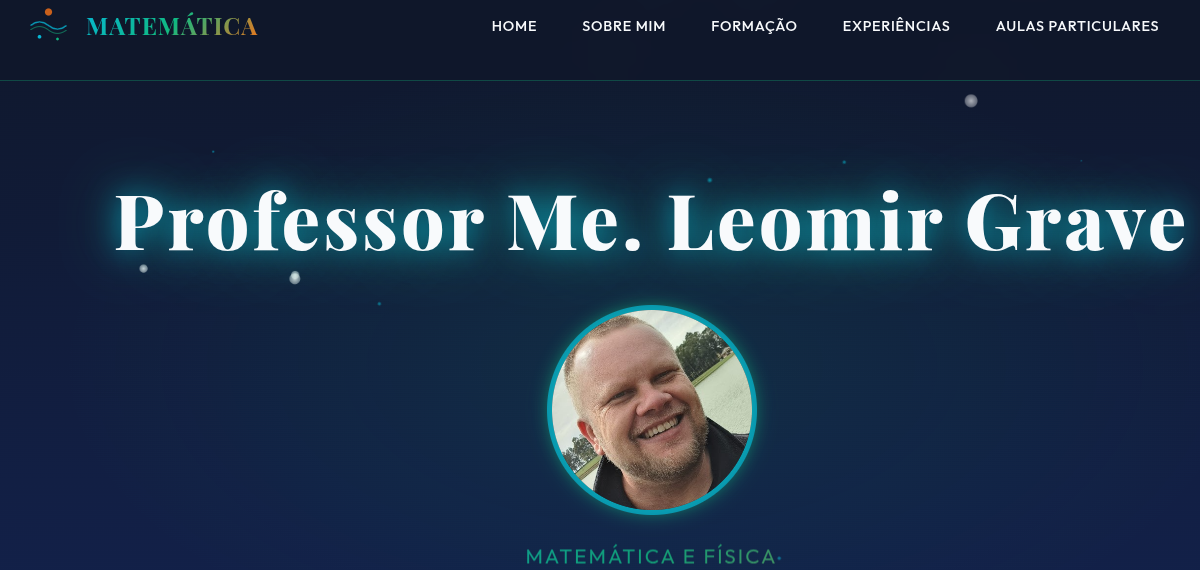 MATEMÁTICA
HOME SOBRE MIM FORMAÇÃO EXPERIÊNCIAS AULAS PARTICULARES
Professor Me. Leomir Grave
MATEMÁTICA E FÍSICA